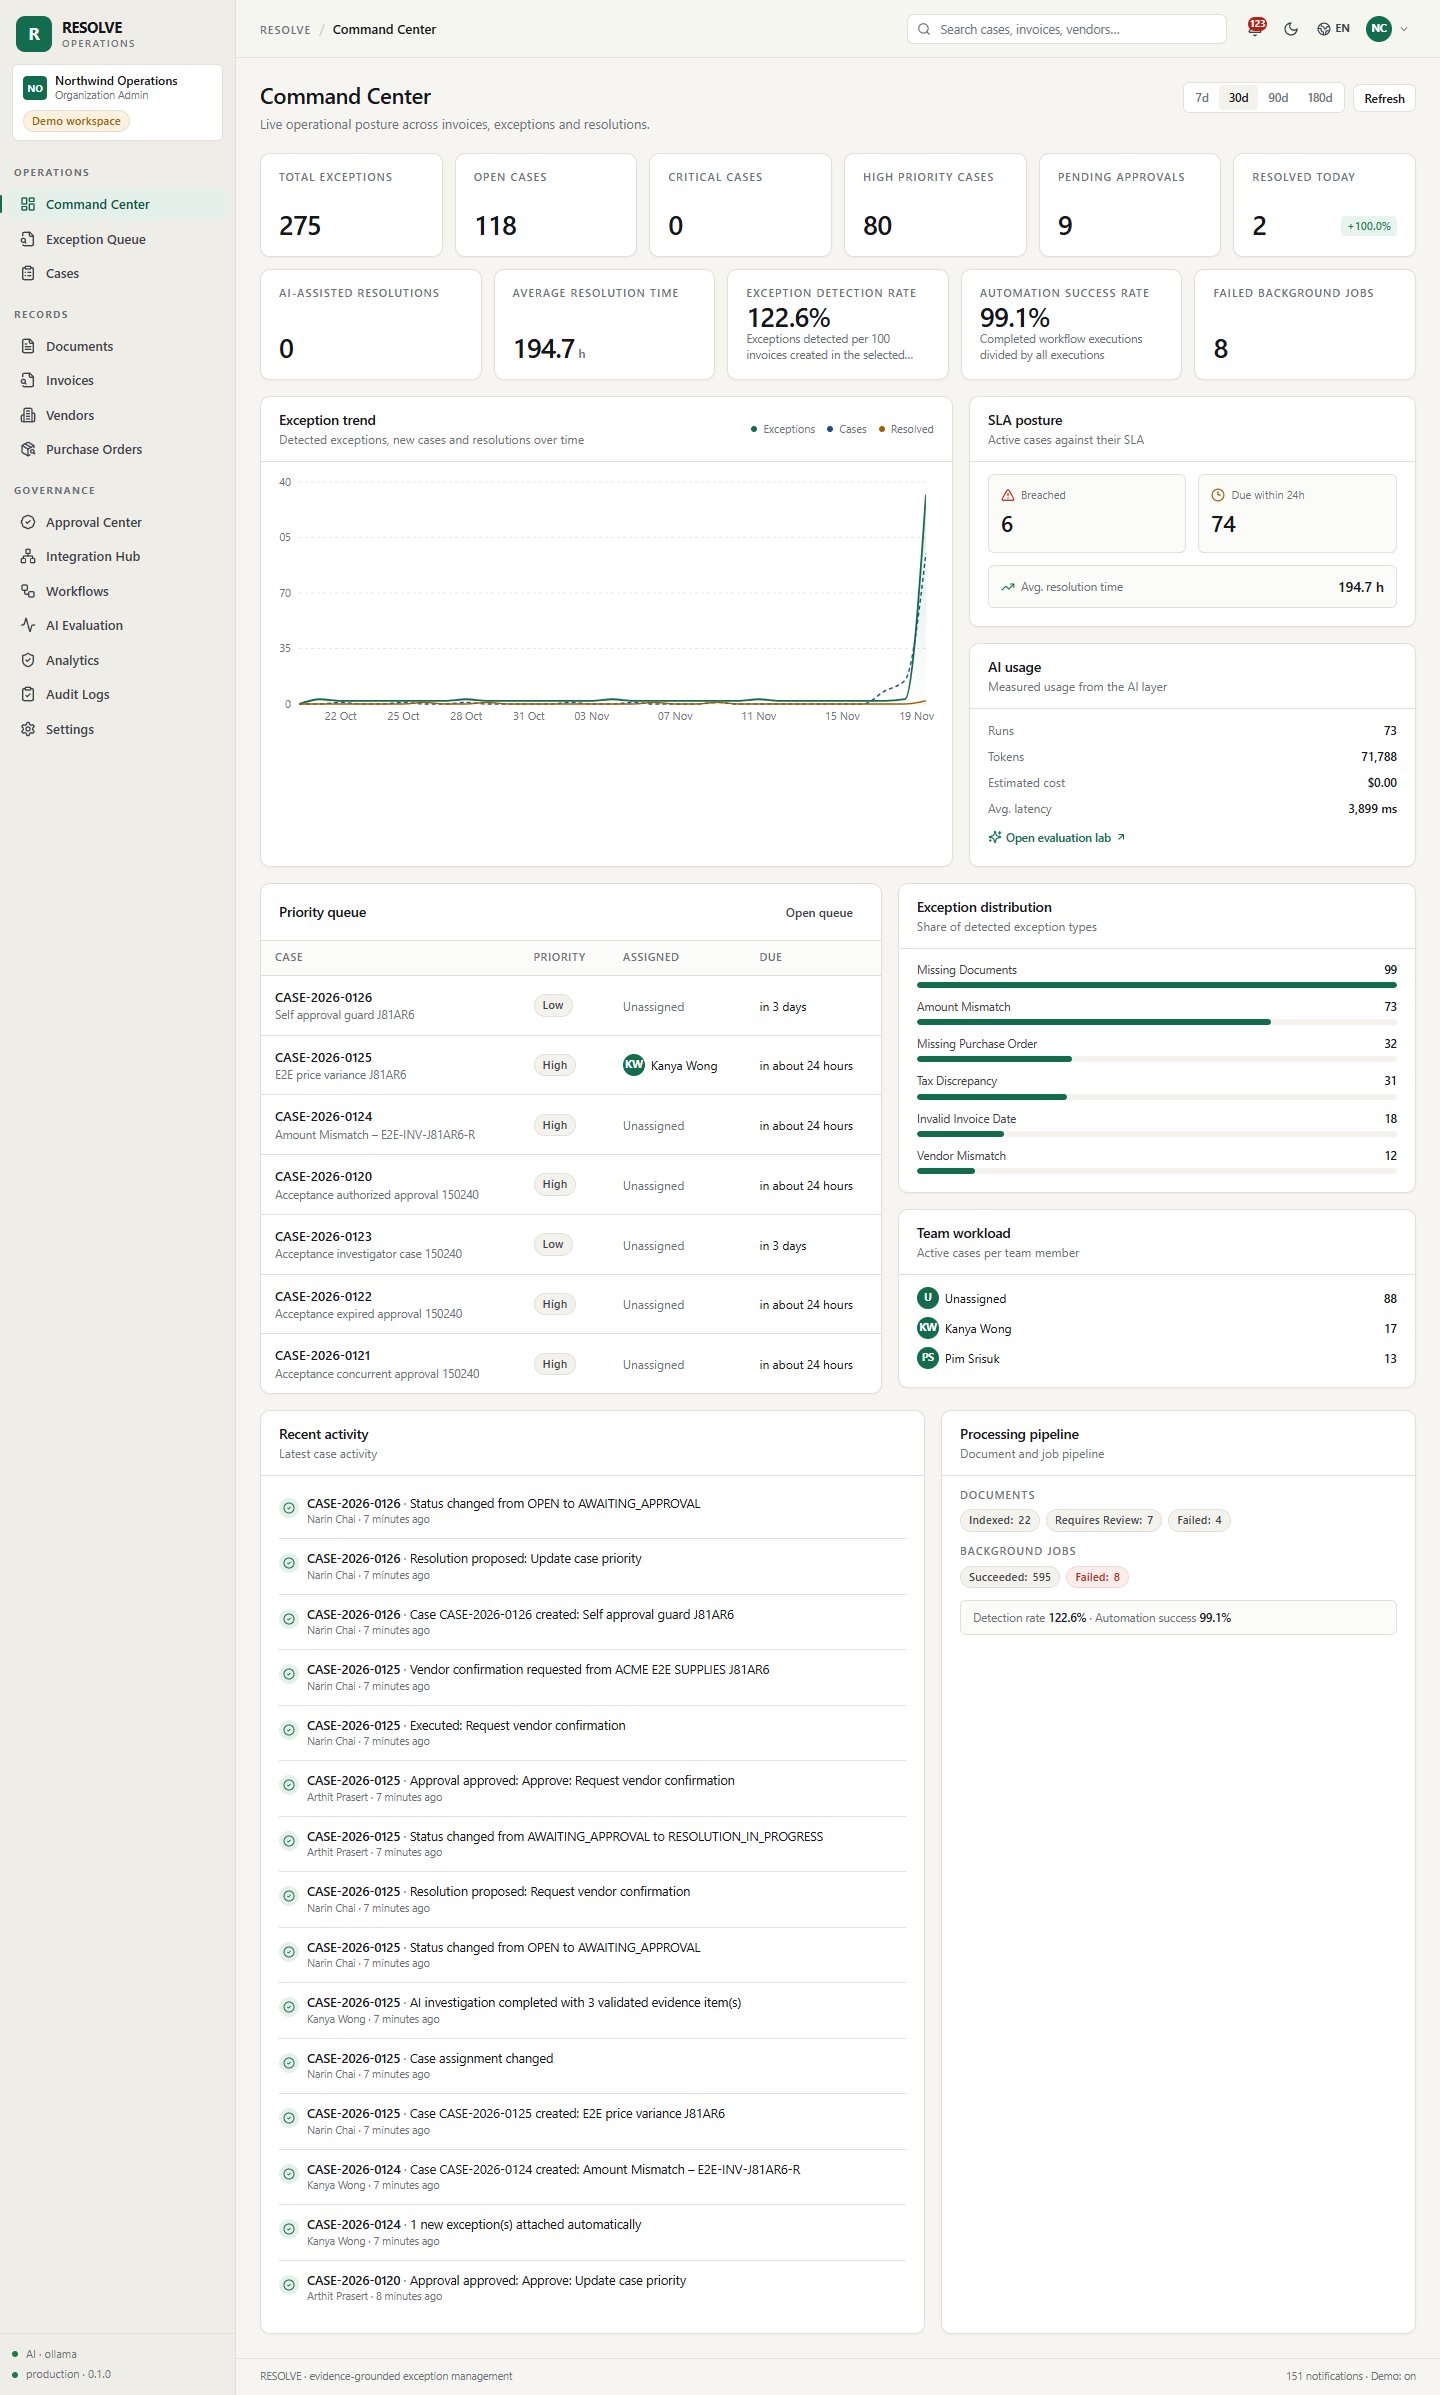 R
RESOLVE
OPERATIONS
NO
Northwind Operations
Organization Admin
Demo workspace
OPERATIONS
Command Center
Exception Queue
Cases
RECORDS
Documents
Invoices
Vendors
Purchase Orders
GOVERNANCE
Approval Center
Integration Hub
Workflows
AI Evaluation
Analytics
Audit Logs
Settings
AI · ollama
production · 0.1.0
RESOLVE / Command Center
Search cases, invoices, vendors...
123
EN
NC
Command Center
Live operational posture across invoices, exceptions and resolutions.
7d 30d 90d 180d
Refresh
TOTAL EXCEPTIONS
275
OPEN CASES
118
CRITICAL CASES
0
HIGH PRIORITY CASES
80
PENDING APPROVALS
9
RESOLVED TODAY
2
+100.0%
AI-ASSISTED RESOLUTIONS
0
AVERAGE RESOLUTION TIME
194.7 h
EXCEPTION DETECTION RATE
122.6%
Exceptions detected per 100
invoices created in the selected...
AUTOMATION SUCCESS RATE
99.1%
Completed workflow executions
divided by all executions
FAILED BACKGROUND JOBS
8
Exception trend
Detected exceptions, new cases and resolutions over time
Exceptions Cases Resolved
40
05
70
35
0
22 Oct 25 Oct 28 Oct 31 Oct 03 Nov 07 Nov 11 Nov 15 Nov 19 Nov
SLA posture
Active cases against their SLA
Breached
6
Due within 24h
74
Avg. resolution time 194.7 h
AI usage
Measured usage from the AI layer
Runs 73
Tokens 71,788
Estimated cost $0.00
Avg. latency 3,899 ms
Open evaluation lab
Priority queue
Open queue
CASE PRIORITY ASSIGNED DUE
CASE-2026-0126
Self approval guard J81AR6
Low Unassigned in 3 days
CASE-2026-0125
E2E price variance J81AR6
High KW Kanya Wong in about 24 hours
CASE-2026-0124
Amount Mismatch – E2E-INV-J81AR6-R
High Unassigned in about 24 hours
CASE-2026-0120
Acceptance authorized approval 150240
High Unassigned in about 24 hours
CASE-2026-0123
Acceptance investigator case 150240
Low Unassigned in 3 days
CASE-2026-0122
Acceptance expired approval 150240
High Unassigned in about 24 hours
CASE-2026-0121
Acceptance concurrent approval 150240
High Unassigned in about 24 hours
Exception distribution
Share of detected exception types
Missing Documents 99
Amount Mismatch 73
Missing Purchase Order 32
Tax Discrepancy 31
Invalid Invoice Date 18
Vendor Mismatch 12
Team workload
Active cases per team member
U Unassigned 88
KW Kanya Wong 17
PS Pim Srisuk 13
Recent activity
Latest case activity
CASE-2026-0126 · Status changed from OPEN to AWAITING_APPROVAL
Narin Chai · 7 minutes ago
CASE-2026-0126 · Resolution proposed: Update case priority
Narin Chai · 7 minutes ago
CASE-2026-0126 · Case CASE-2026-0126 created: Self approval guard J81AR6
Narin Chai · 7 minutes ago
CASE-2026-0125 · Vendor confirmation requested from ACME E2E SUPPLIES J81AR6
Narin Chai · 7 minutes ago
CASE-2026-0125 · Executed: Request vendor confirmation
Narin Chai · 7 minutes ago
CASE-2026-0125 · Approval approved: Approve: Request vendor confirmation
Arthit Prasert · 7 minutes ago
CASE-2026-0125 · Status changed from AWAITING_APPROVAL to RESOLUTION_IN_PROGRESS
Arthit Prasert · 7 minutes ago
CASE-2026-0125 · Resolution proposed: Request vendor confirmation
Narin Chai · 7 minutes ago
CASE-2026-0125 · Status changed from OPEN to AWAITING_APPROVAL
Narin Chai · 7 minutes ago
CASE-2026-0125 · AI investigation completed with 3 validated evidence item(s)
Kanya Wong · 7 minutes ago
CASE-2026-0125 · Case assignment changed
Narin Chai · 7 minutes ago
CASE-2026-0125 · Case CASE-2026-0125 created: E2E price variance J81AR6
Narin Chai · 7 minutes ago
CASE-2026-0124 · Case CASE-2026-0124 created: Amount Mismatch – E2E-INV-J81AR6-R
Kanya Wong · 7 minutes ago
CASE-2026-0124 · 1 new exception(s) attached automatically
Kanya Wong · 7 minutes ago
CASE-2026-0120 · Approval approved: Approve: Update case priority
Arthit Prasert · 8 minutes ago
Processing pipeline
Document and job pipeline
DOCUMENTS
Indexed: 22 Requires Review: 7 Failed: 4
BACKGROUND JOBS
Succeeded: 595 Failed: 8
Detection rate 122.6% · Automation success 99.1%
RESOLVE · evidence-grounded exception management
151 notifications · Demo: on